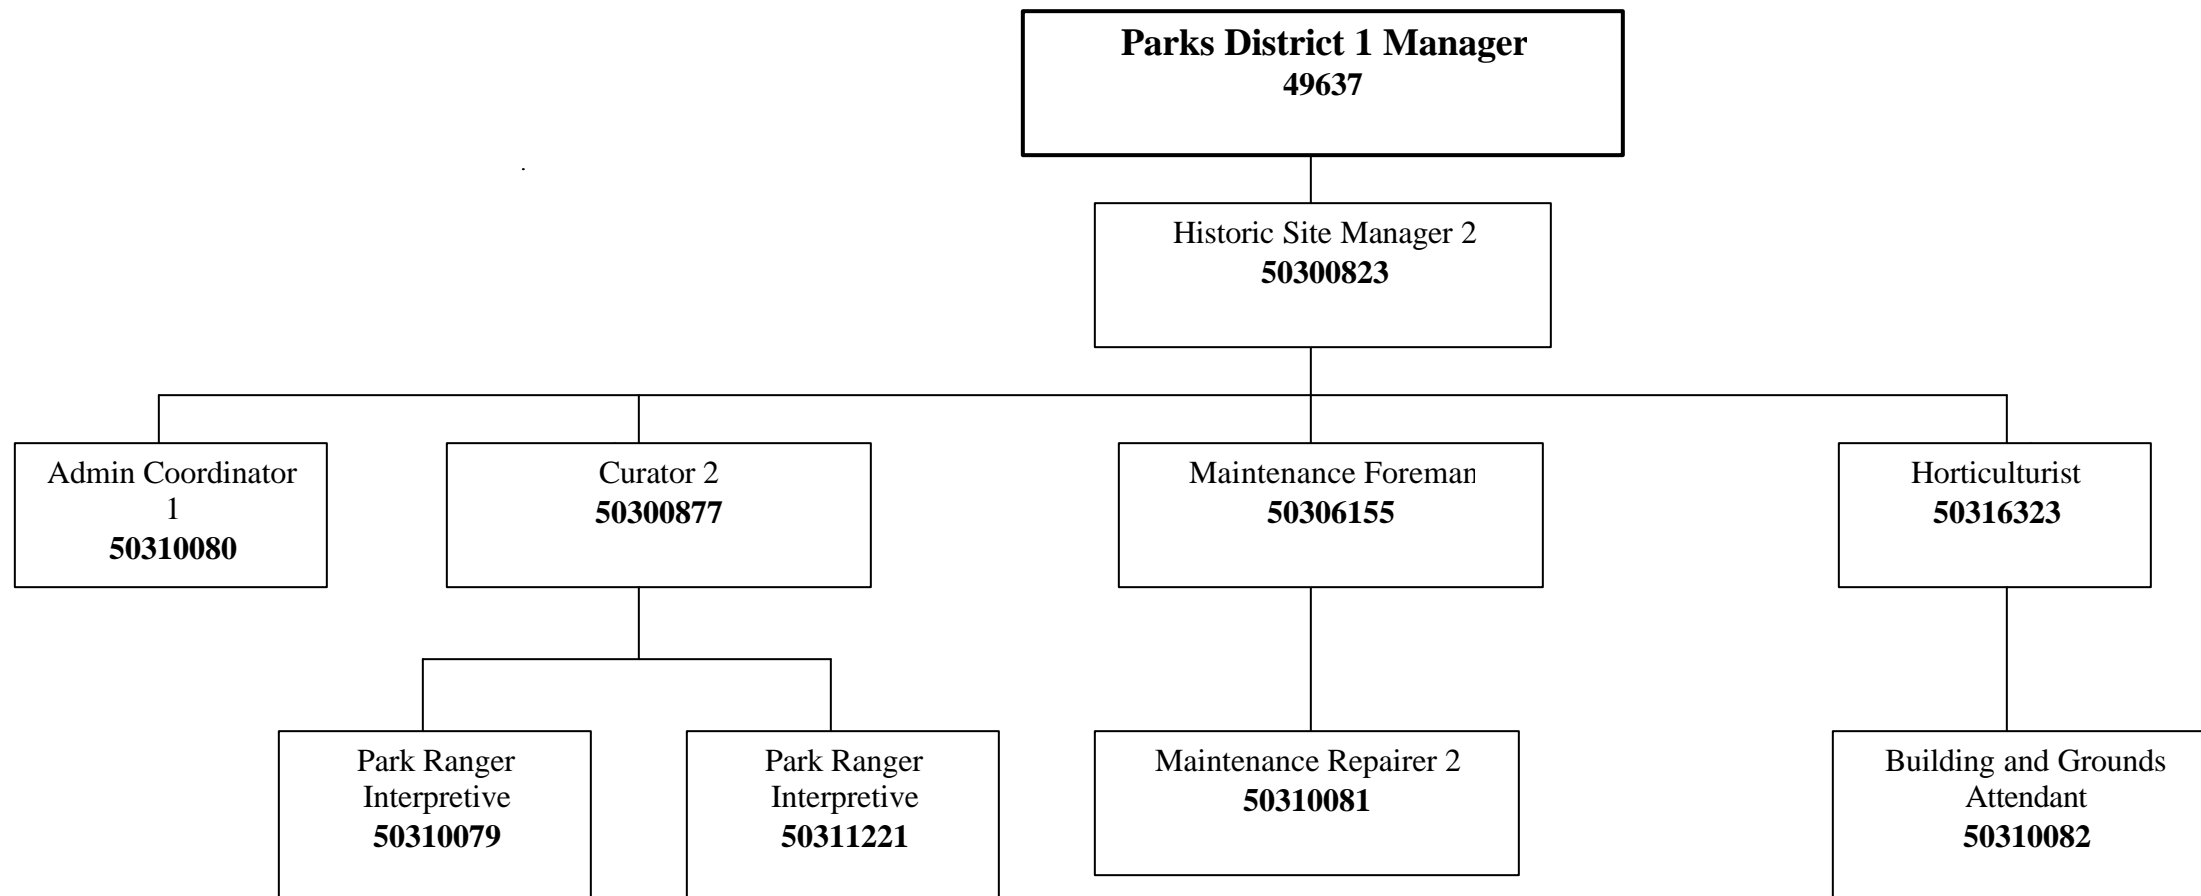 Parks District 1 Manager
49637
Historic Site Manager 2
50300823
Admin Coordinator
1
50310080
Curator 2
50300877
Maintenance Foreman
50306155
Horticulturist
50316323
Park Ranger
Interpretive
50310079
Park Ranger
Interpretive
50311221
Maintenance Repairer 2
50310081
Building and Grounds
Attendant
50310082